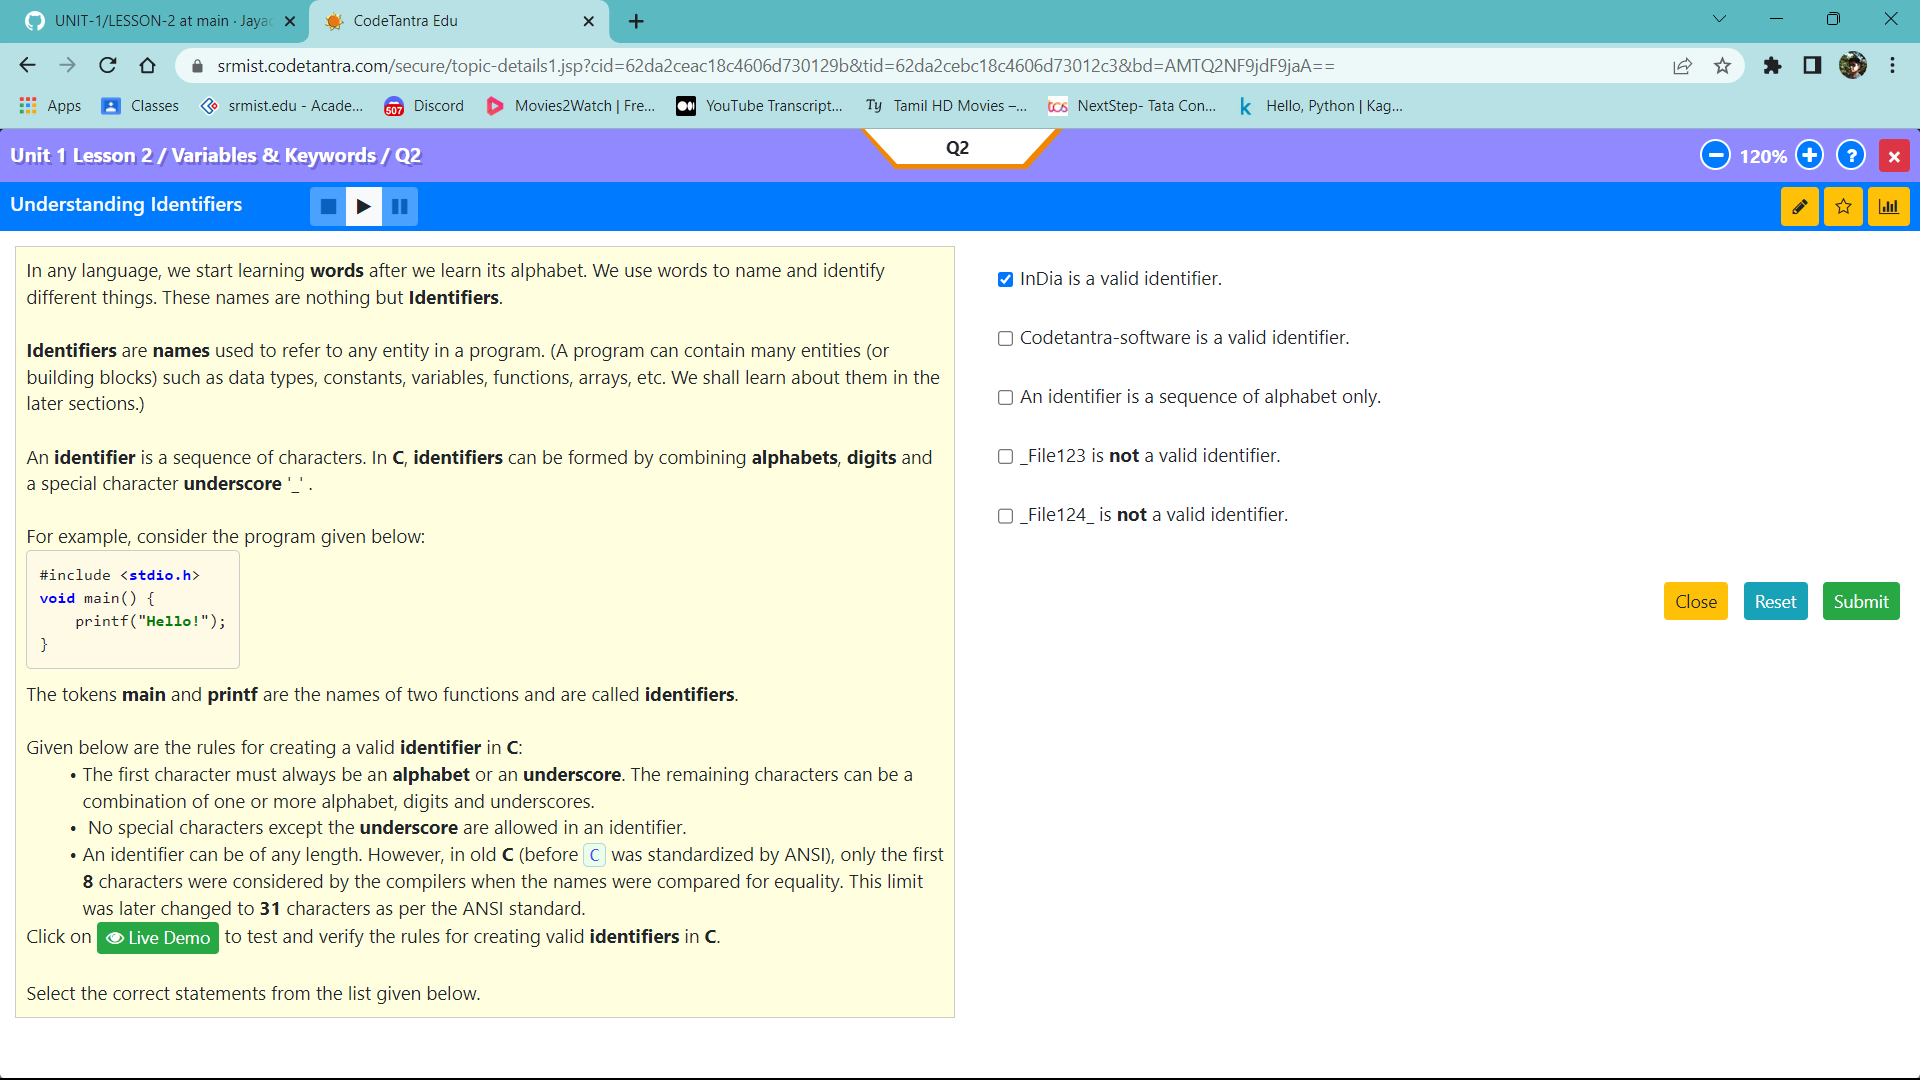 UNIT-1/LESSON-2 at main · Jayac
CodeTantra Edu
srmist.codetantra.com/secure/topic-details1.jsp?cid=62da2ceac18c4606d730129b&tid=62da2cebc18c4606d73012c3&bd=AMTQ2NF9jdF9jaA==
Apps Classes srmist.edu - Acade... 507 Discord Movies2Watch | Fre... YouTube Transcript... Ty Tamil HD Movies –... tcs NextStep- Tata Con... k Hello, Python | Kag...
Unit 1 Lesson 2 / Variables & Keywords / Q2
Q2
120% ?
Understanding Identifiers
In any language, we start learning words after we learn its alphabet. We use words to name and identify
different things. These names are nothing but Identifiers.
Identifiers are names used to refer to any entity in a program. (A program can contain many entities (or
building blocks) such as data types, constants, variables, functions, arrays, etc. We shall learn about them in the
later sections.)
An identifier is a sequence of characters. In C, identifiers can be formed by combining alphabets, digits and
a special character underscore '_' .
For example, consider the program given below:
#include <stdio.h>
void main() {
    printf("Hello!");
}
The tokens main and printf are the names of two functions and are called identifiers.
Given below are the rules for creating a valid identifier in C:
• The first character must always be an alphabet or an underscore. The remaining characters can be a
combination of one or more alphabet, digits and underscores.
• No special characters except the underscore are allowed in an identifier.
• An identifier can be of any length. However, in old C (before C was standardized by ANSI), only the first
8 characters were considered by the compilers when the names were compared for equality. This limit
was later changed to 31 characters as per the ANSI standard.
Click on Live Demo to test and verify the rules for creating valid identifiers in C.
Select the correct statements from the list given below.
InDia is a valid identifier.
Codetantra-software is a valid identifier.
An identifier is a sequence of alphabet only.
_File123 is not a valid identifier.
_File124_ is not a valid identifier.
Close Reset Submit